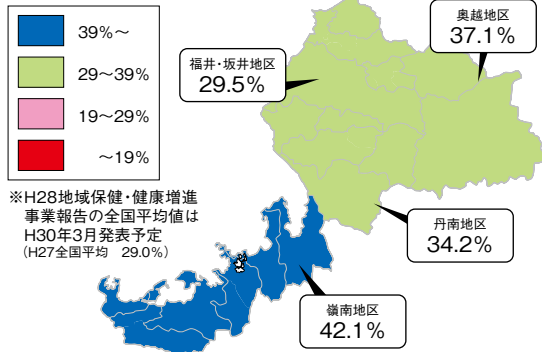 39%～
29～39%
19～29%
～19%
※H28地域保健・健康増進
事業報告の全国平均値は
H30年3月発表予定
（H27全国平均　29.0%）
奥越地区
37.1%
福井・坂井地区
29.5%
丹南地区
34.2%
嶺南地区
42.1%